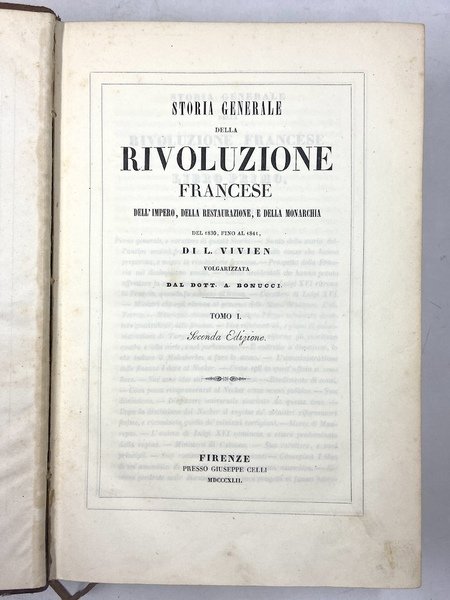 STORIA GENERALE
DELLA
RIVOLUZIONE
FRANCESE
DELL'IMPERO, DELLA RESTAURAZIONE, E DELLA MONARCHIA
DEL 1830, FINO AL 1841,
DI L. VIVIEN
VOLGARIZZATA
DAL DOTT. A. BONUCCI.
TOMO I.
Seconda Edizione.
FIRENZE
PRESSO GIUSEPPE CELLI
MDCCCXLII.